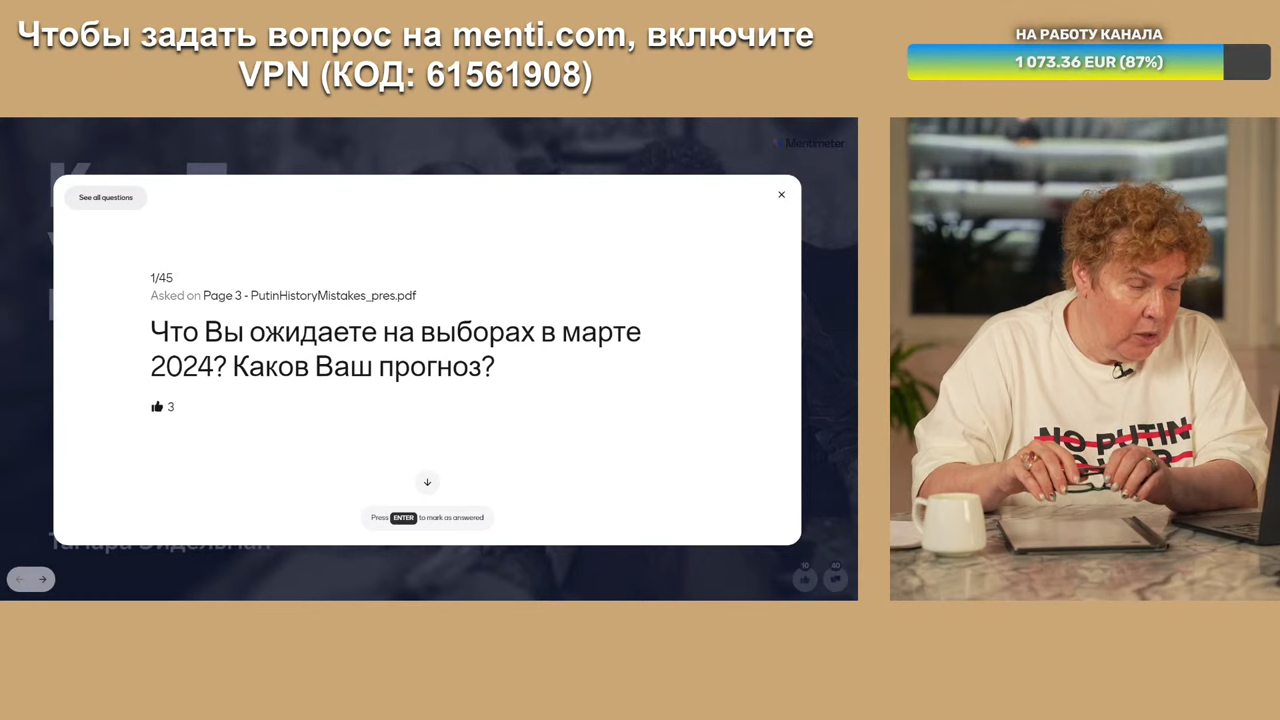 Чтобы задать вопрос на menti.com, включите
VPN (КОД: 61561908)
НА РАБОТУ КАНАЛА
1 073.36 EUR (87%)
Mentimeter
See all questions
1/45
Asked on Page 3 - PutinHistoryMistakes_pres.pdf
Что Вы ожидаете на выборах в марте
2024? Каков Ваш прогноз?
3
Press ENTER to mark as answered
10
40
NO PUTIN